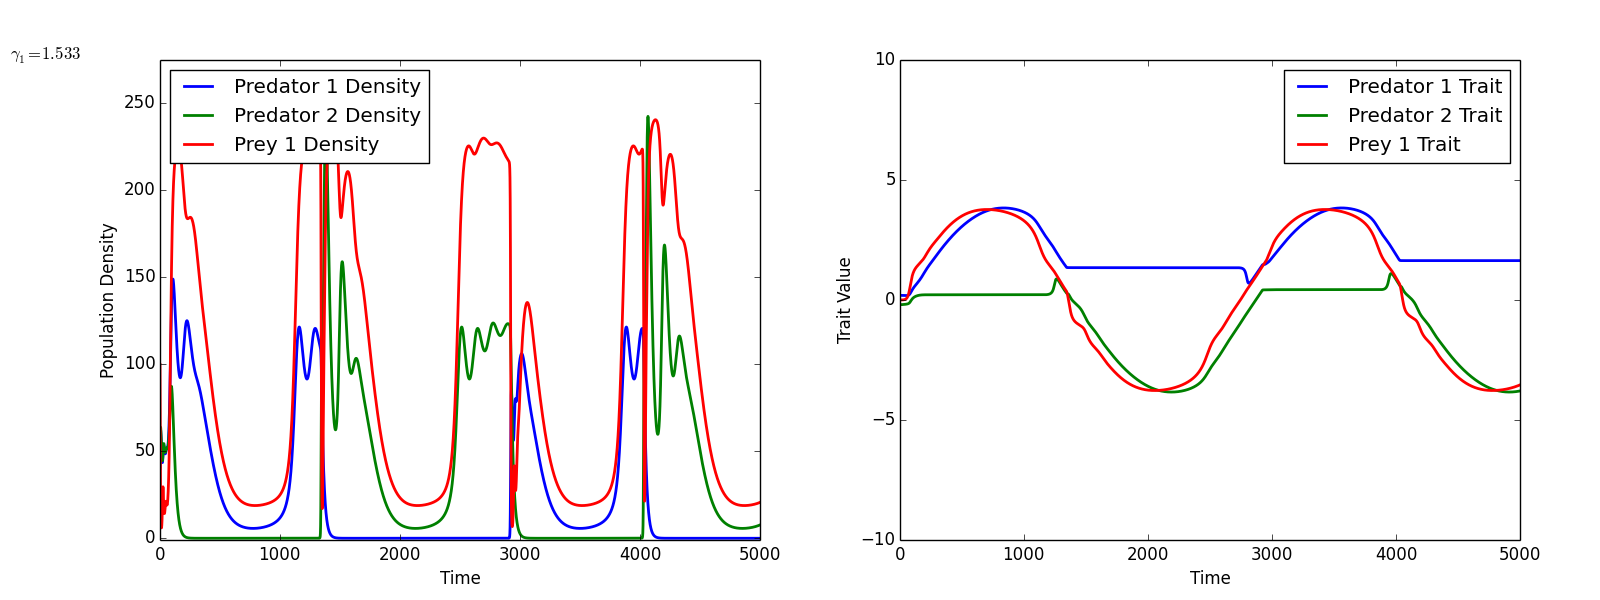 γ₁=1.533
Predator 1 Density
Predator 2 Density
Prey 1 Density
Population Density
250
200
150
100
50
0
0 1000 2000 3000 4000 5000
Time
Predator 1 Trait
Predator 2 Trait
Prey 1 Trait
Trait Value
10
5
0
−5
−10
0 1000 2000 3000 4000 5000
Time